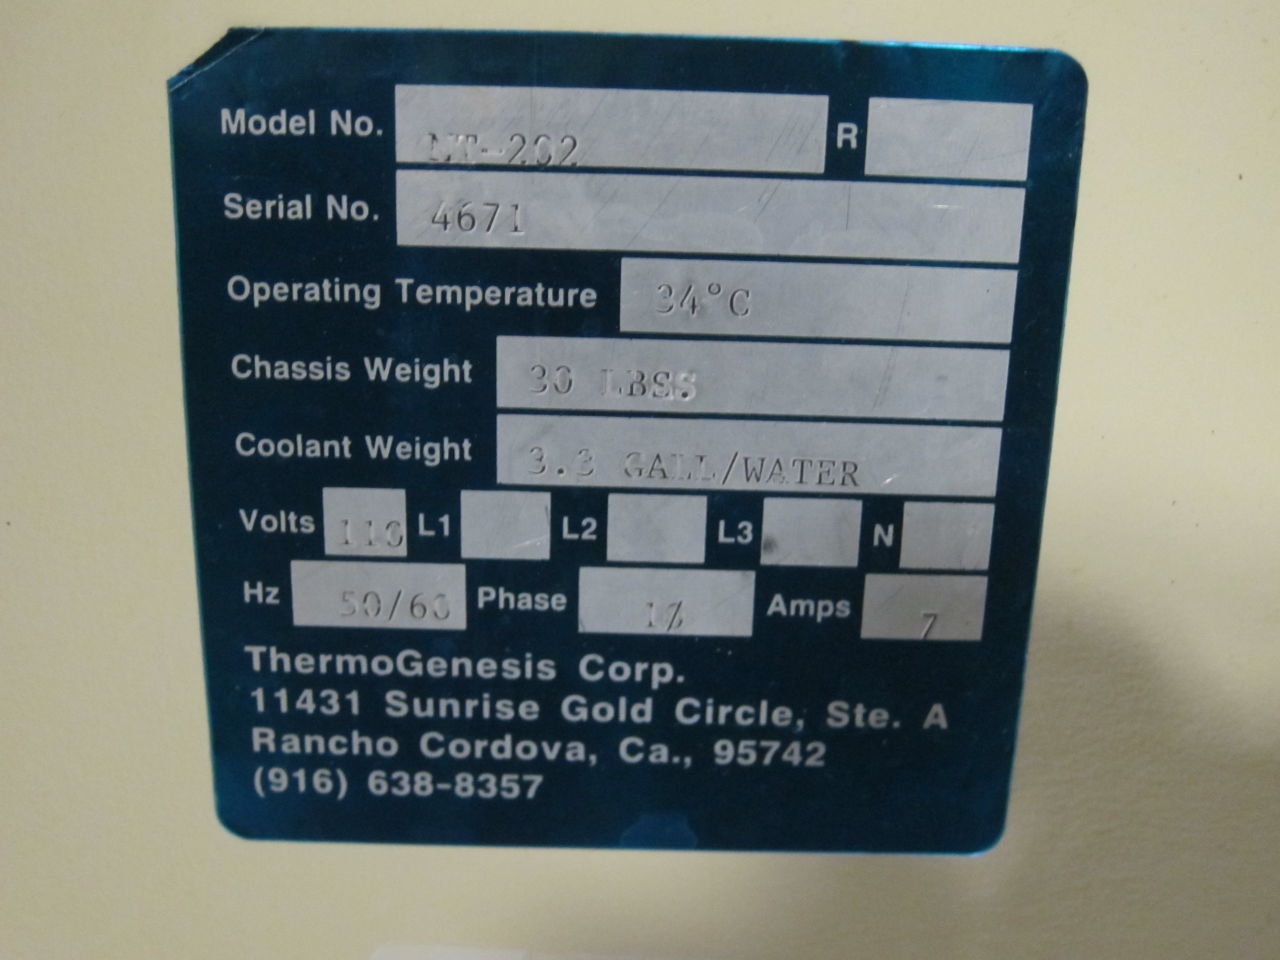 Model No. MT-202 R
Serial No. 4671
Operating Temperature 34°C
Chassis Weight 30 LBSS.
Coolant Weight 3.3 GALL/WATER
Volts 110 L1 L2 L3 N
Hz 50/60 Phase 1Ø Amps 7
ThermoGenesis Corp.
11431 Sunrise Gold Circle, Ste. A
Rancho Cordova, Ca., 95742
(916) 638-8357